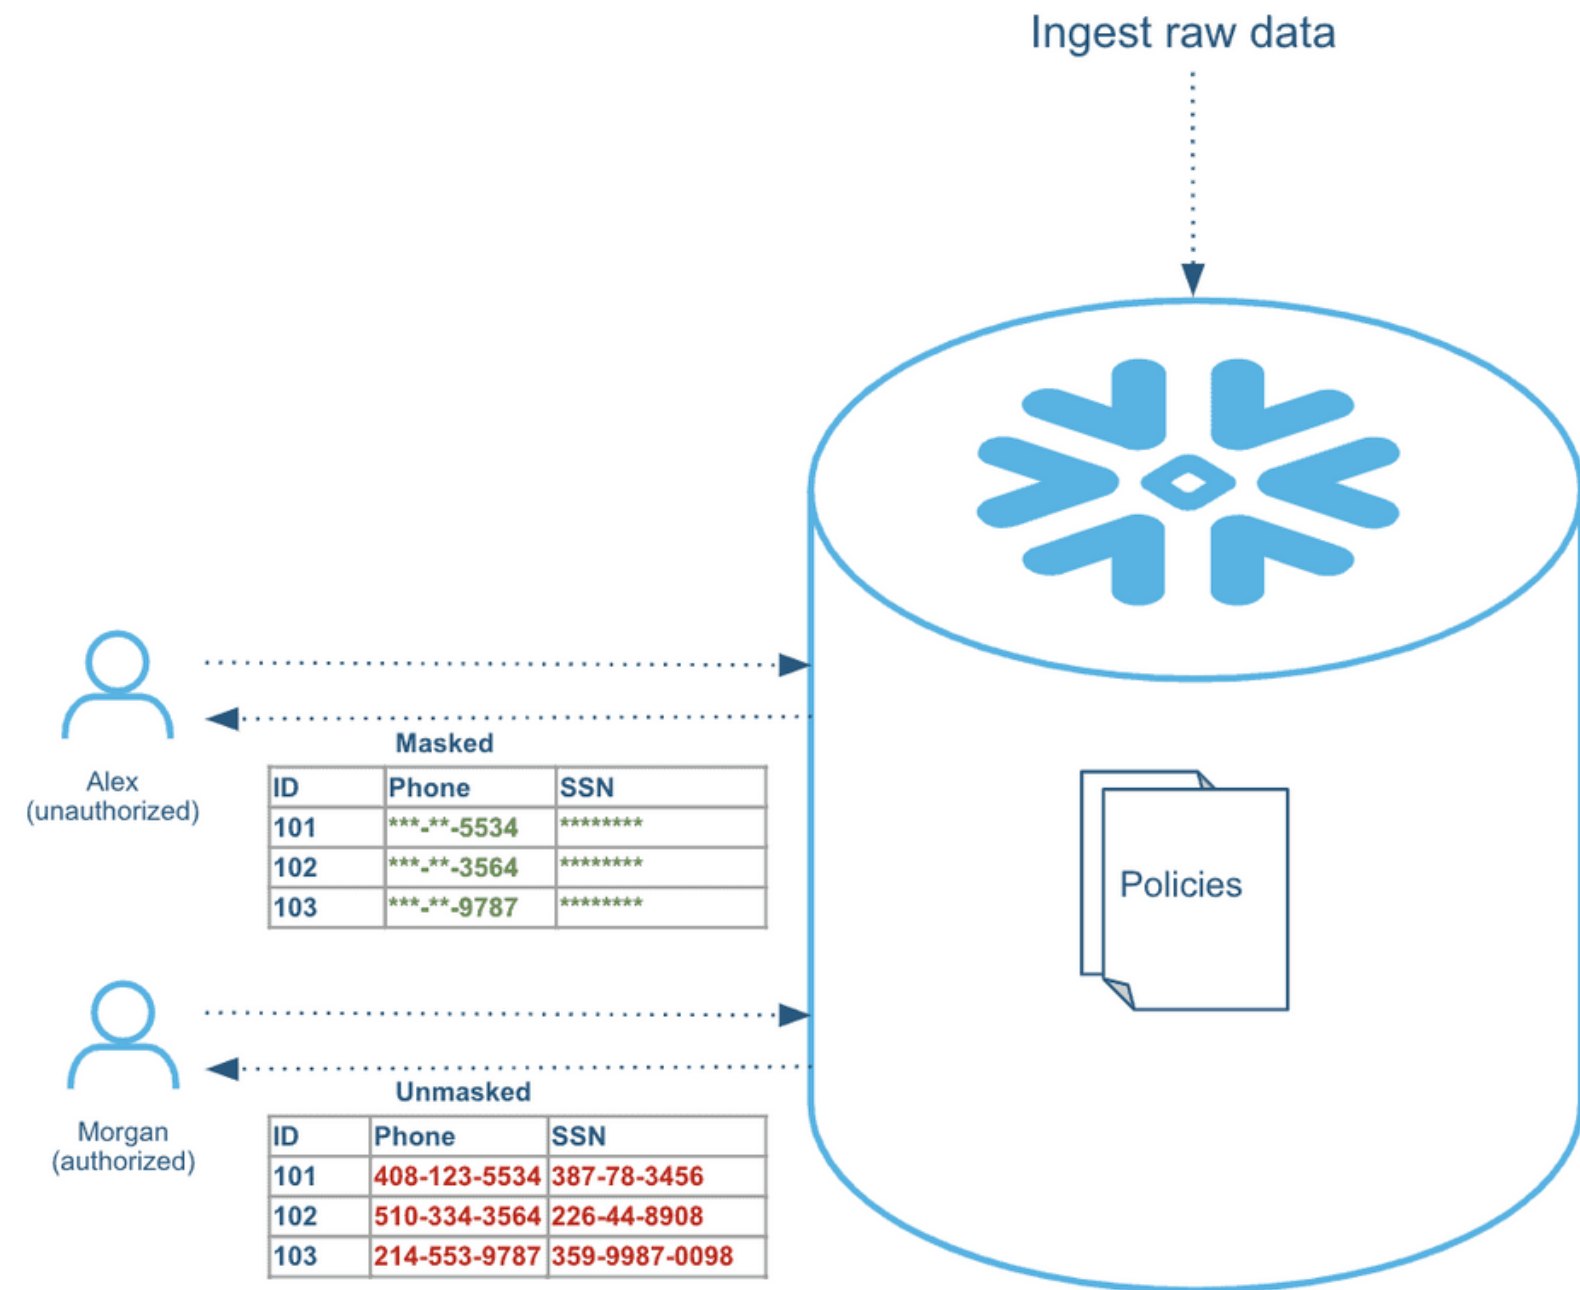 Ingest raw data
Masked
Alex
(unauthorized)
ID Phone SSN
101 ***-**-5534 ********
102 ***-**-3564 ********
103 ***-**-9787 ********
Policies
Unmasked
Morgan
(authorized)
ID Phone SSN
101 408-123-5534 387-78-3456
102 510-334-3564 226-44-8908
103 214-553-9787 359-9987-0098